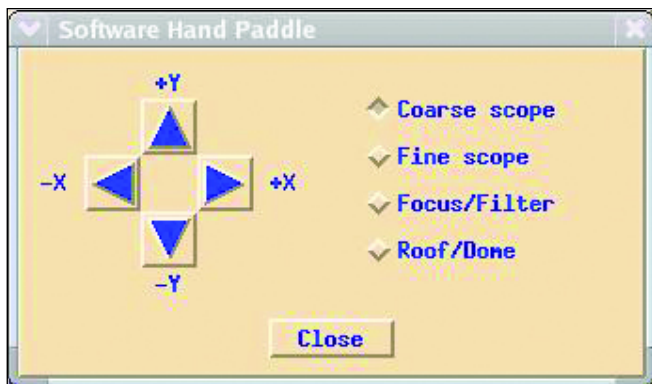 Software Hand Paddle
+Y
-X
+X
-Y
Coarse scope
Fine scope
Focus/Filter
Roof/Dome
Close